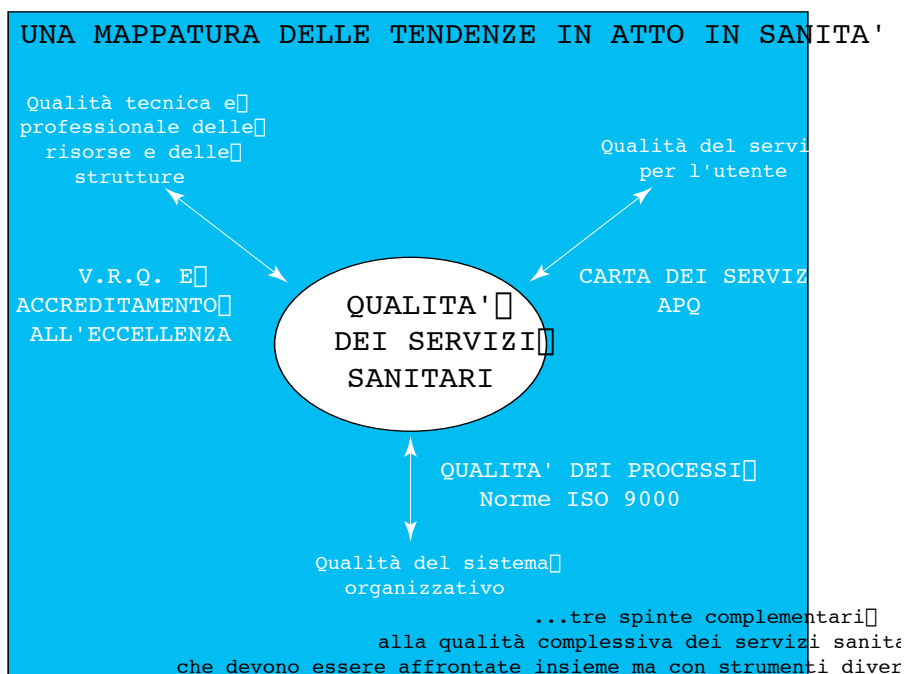 UNA MAPPATURA DELLE TENDENZE IN ATTO IN SANITA'
Qualità tecnica e
professionale delle
risorse e delle
strutture
Qualità del servi
per l'utente
V.R.Q. E
ACCREDITAMENTO
ALL'ECCELLENZA
CARTA DEI SERVIZ
APQ
QUALITA'
DEI SERVIZI
SANITARI
QUALITA' DEI PROCESSI
Norme ISO 9000
Qualità del sistema
organizzativo
...tre spinte complementari
alla qualità complessiva dei servizi sanita
che devono essere affrontate insieme ma con strumenti diver